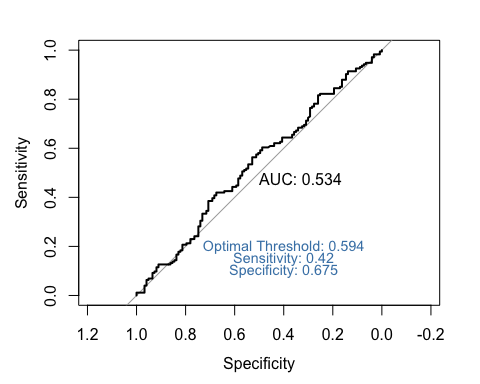 1.0
0.8
0.6
0.4
0.2
0.0
Sensitivity
AUC: 0.534
Optimal Threshold: 0.594
Sensitivity: 0.42
Specificity: 0.675
1.2 1.0 0.8 0.6 0.4 0.2 0.0 -0.2
Specificity